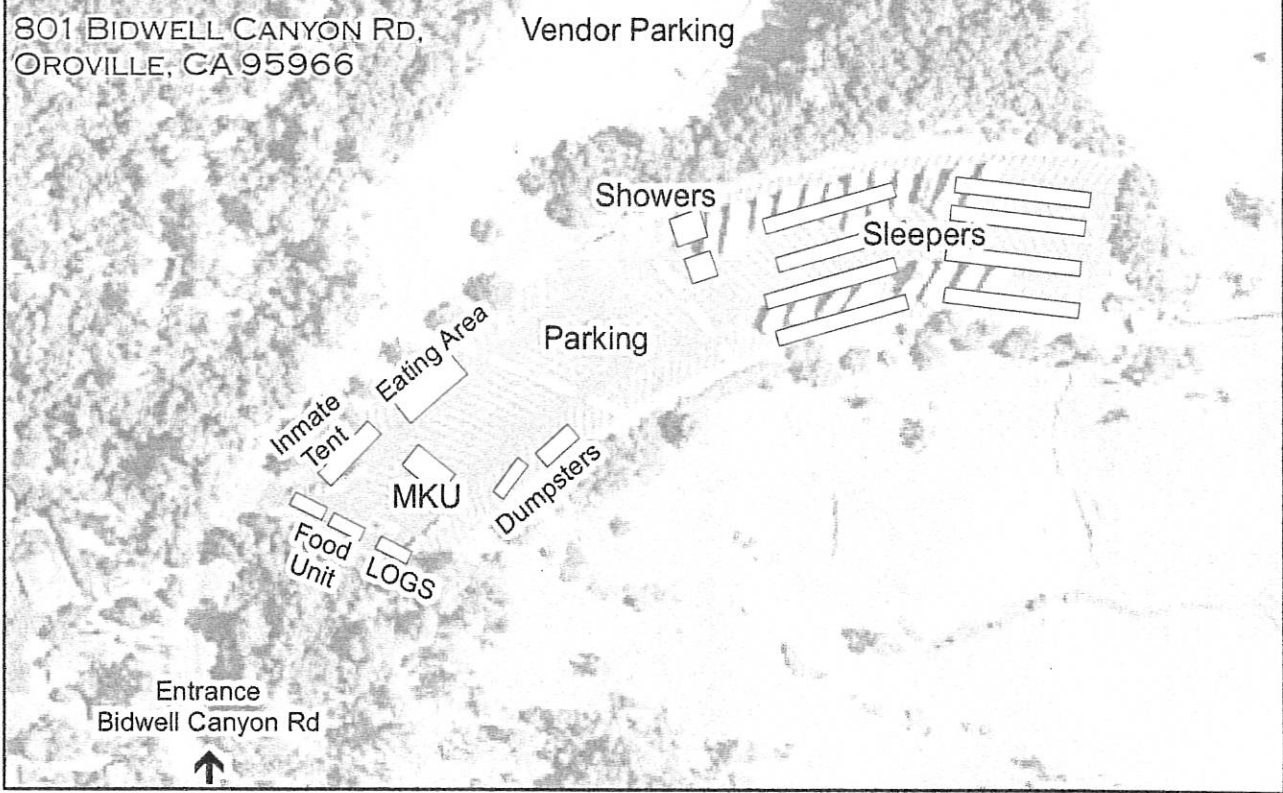 801 BIDWELL CANYON RD,
OROVILLE, CA 95966
Vendor Parking
Showers
Sleepers
Parking
Eating Area
Inmate
Tent
MKU
Dumpsters
Food
Unit
LOGS
Entrance
Bidwell Canyon Rd